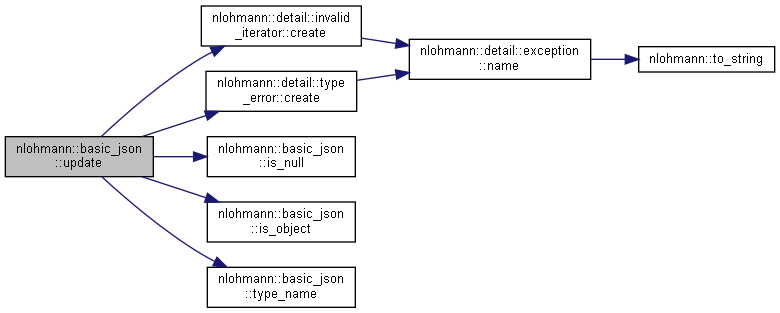 nlohmann::basic_json
::update
nlohmann::detail::invalid
_iterator::create
nlohmann::detail::type
_error::create
nlohmann::basic_json
::is_null
nlohmann::basic_json
::is_object
nlohmann::basic_json
::type_name
nlohmann::detail::exception
::name
nlohmann::to_string